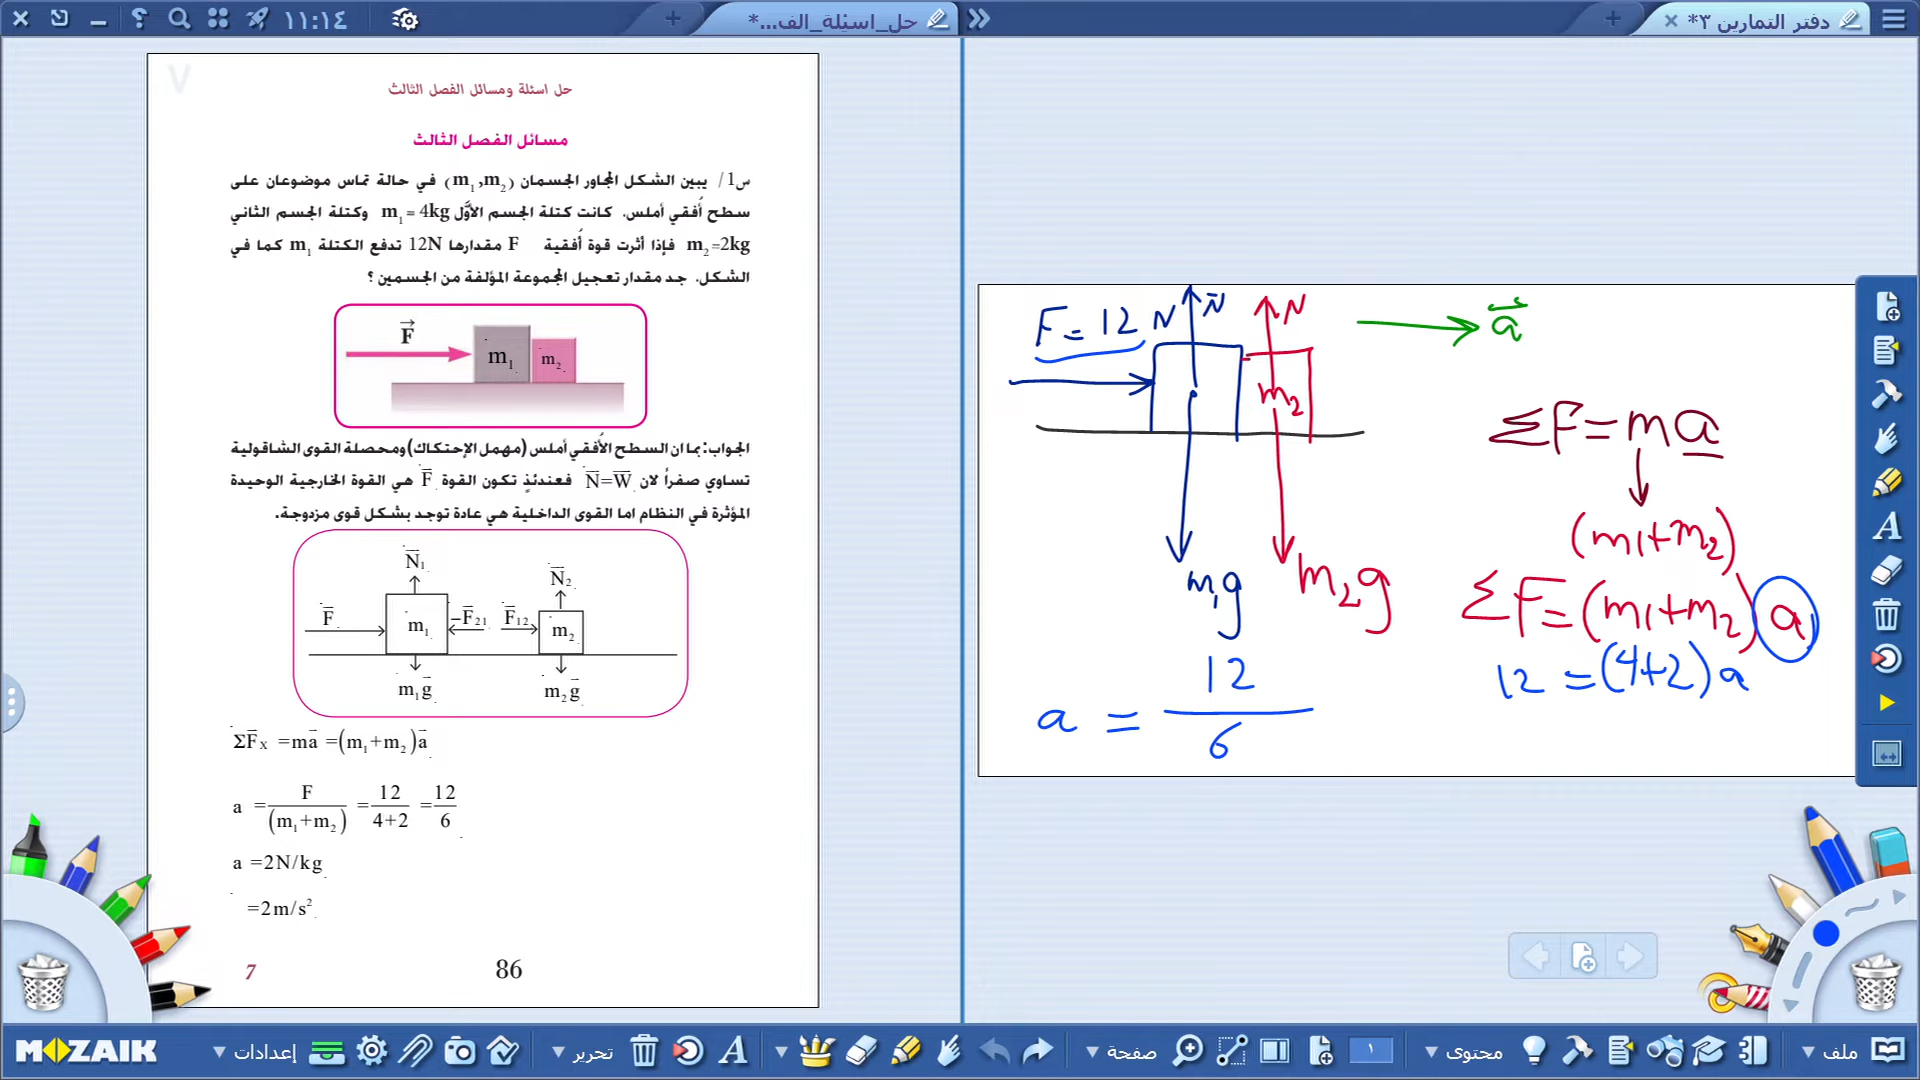 ١١:١٤
حل_اسئلة_الف...*
دفتر التمارين ٣*
حل اسئلة ومسائل الفصل الثالث
مسائل الفصل الثالث
س1/ يبين الشكل المجاور الجسمان (m₁,m₂) في حالة تماس موضوعان على
سطح أُفقي أملس. كانت كتلة الجسم الأوَّل m₁= 4kg وكتلة الجسم الثاني
m₂=2kg فإذا أثرت قوة أُفقية F مقدارها 12N تدفع الكتلة m₁ كما في
الشكل. جد مقدار تعجيل المجموعة المؤلفة من الجسمين ؟
F
m₁
m₂
الجواب: بما ان السطح الأُفقي أملس (مهمل الإحتكاك) ومحصلة القوى الشاقولية
تساوي صفراً لان N=W فعندئذٍ تكون القوة F هي القوة الخارجية الوحيدة
المؤثرة في النظام اما القوى الداخلية هي عادة توجد بشكل قوى مزدوجة.
N₁
N₂
F
m₁
−F₂₁
F₁₂
m₂
m₁g
m₂g
ΣFx =ma =(m₁+m₂)a
a = F/(m₁+m₂) = 12/(4+2) = 12/6
a =2N/kg
=2m/s²
7
86
F = 12 N
N
N
a
m₂
ΣF = ma
(m1+m2)
m₁g
m2g
ΣF = (m1+m2) a
12 = (4+2) a
a = 12/6
MOZAIK
إعدادات
تحرير
صفحة
١
محتوى
ملف